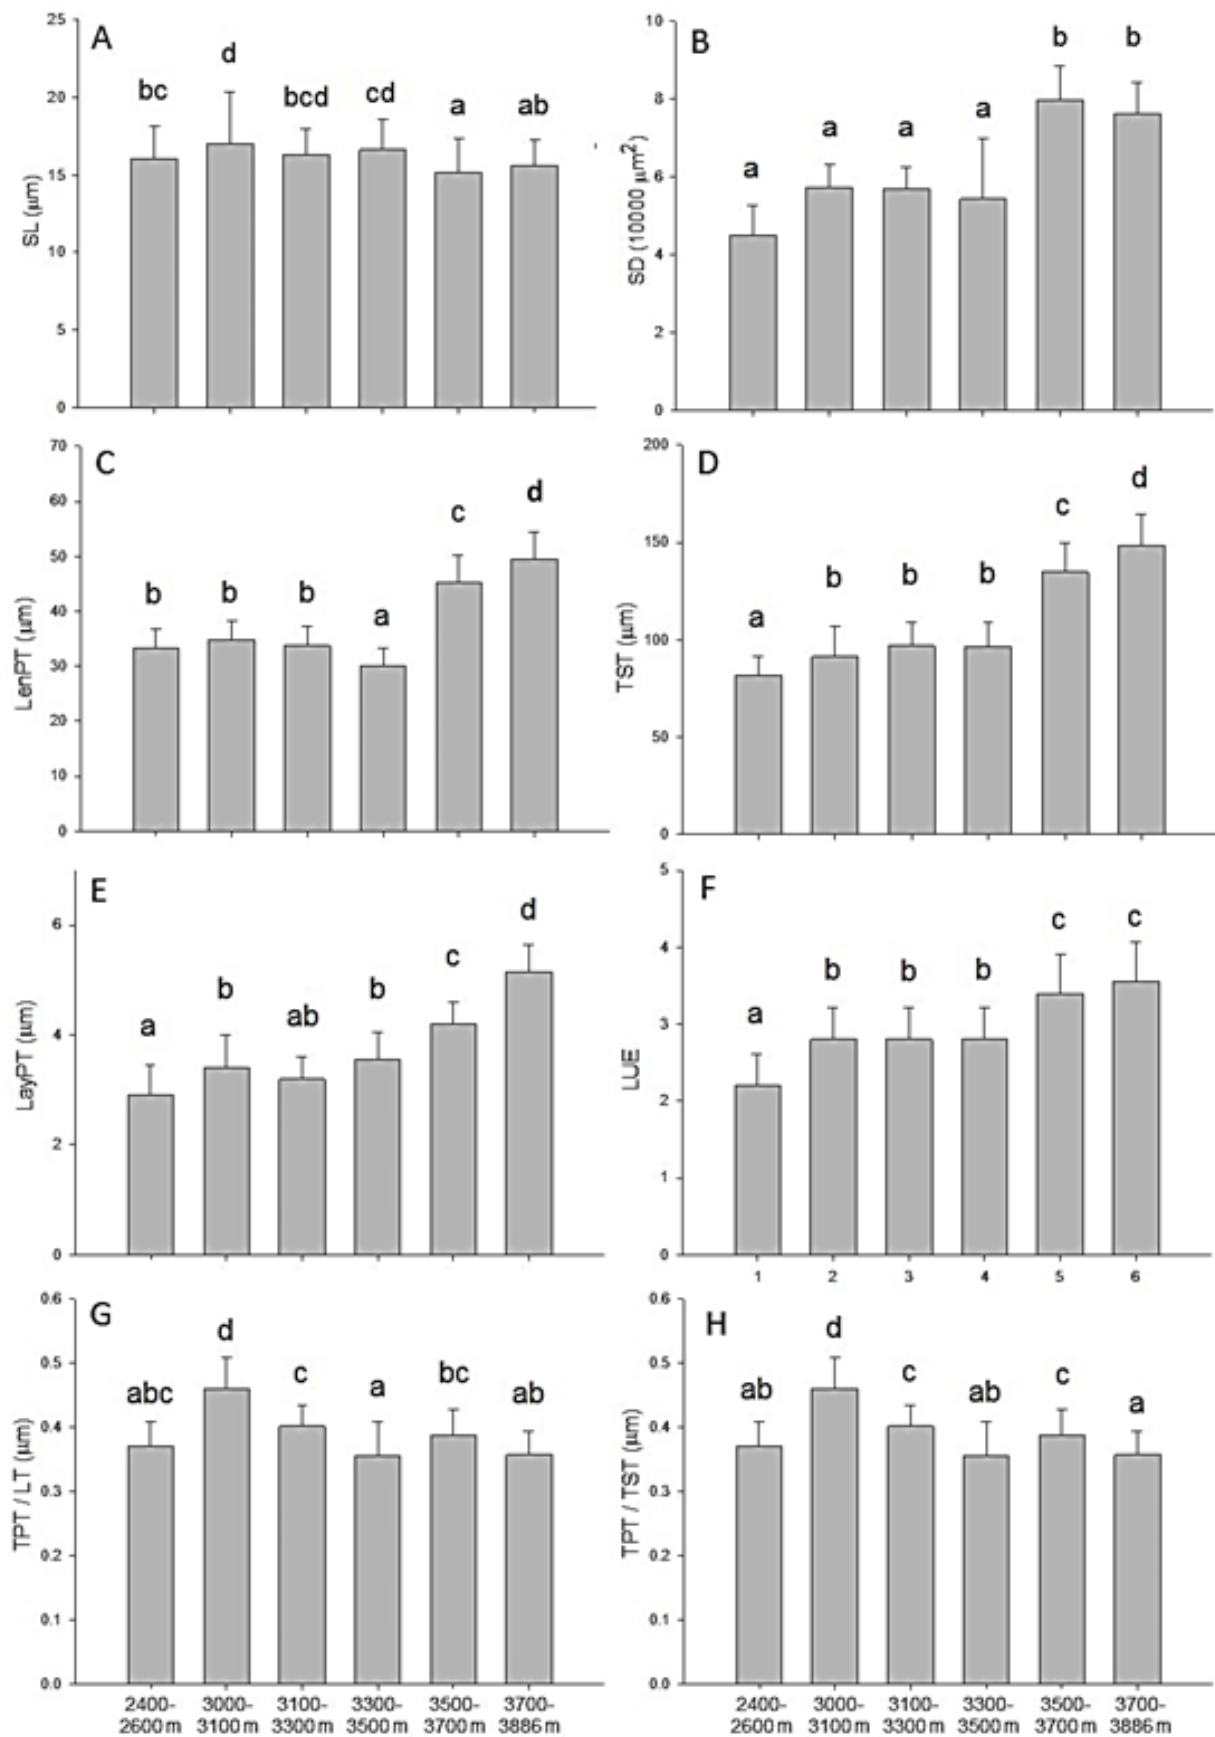 A
25
20
15
10
5
0
SL (μm)
bc
d
bcd
cd
a
ab
B
10
8
6
4
2
0
SD (10000 μm²)
a
a
a
a
b
b
C
70
60
50
40
30
20
10
0
LenPT (μm)
b
b
b
a
c
d
D
200
150
100
50
0
TST (μm)
a
b
b
b
c
d
E
6
4
2
0
LayPT (μm)
a
b
ab
b
c
d
F
5
4
3
2
1
0
LUE
a
b
b
b
c
c
1 2 3 4 5 6
G
0.6
0.5
0.4
0.3
0.2
0.1
0.0
TPT / LT (μm)
abc
d
c
a
bc
ab
2400- 3000- 3100- 3300- 3500- 3700-
2600 m 3100 m 3300 m 3500 m 3700 m 3886 m
H
0.6
0.5
0.4
0.3
0.2
0.1
0.0
TPT / TST (μm)
ab
d
c
ab
c
a
2400- 3000- 3100- 3300- 3500- 3700-
2600 m 3100 m 3300 m 3500 m 3700 m 3886 m